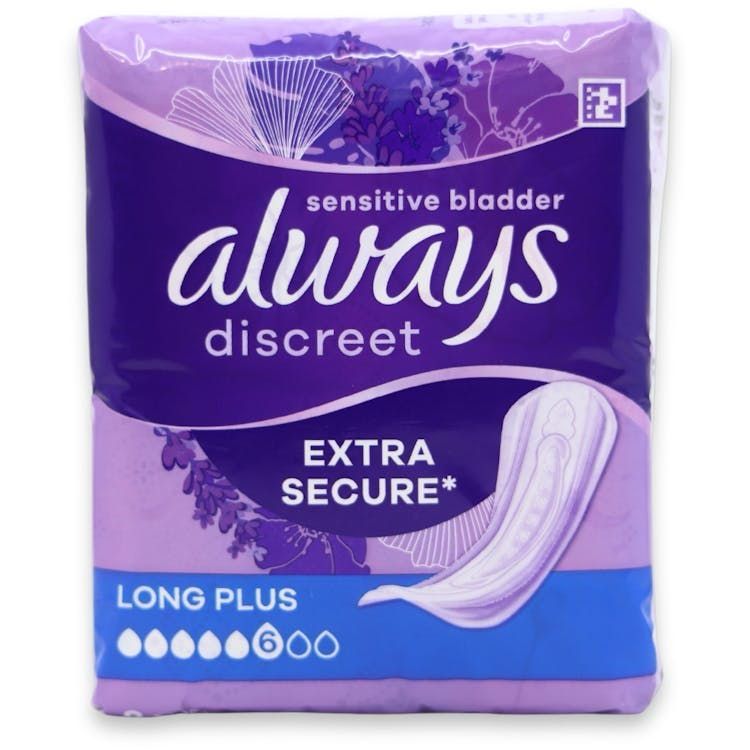 sensitive bladder
always
discreet
EXTRA
SECURE*
LONG PLUS
6